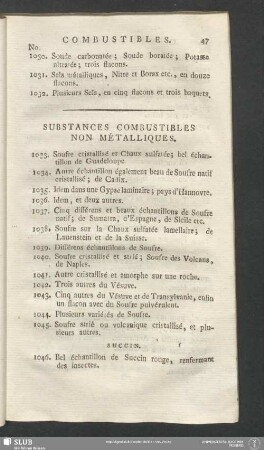 COMBUSTIBLES. 47
No.
1030. Soude carbonatée; Soude boratée; Potasse
nitratée; trois flacons.
1031. Sels métalliques, Nitre et Borax etc., en douze
flacons.
1032. Plusieurs Sels, en cinq flacons et trois baquets.
SUBSTANCES COMBUSTIBLES
NON MÉTALLIQUES.
1033. Soufre cristallisé et Chaux sulfatée; bel échan-
tillon de Guadeloupe
1034. Autre échantillon également beau de Soufre natif
cristallisé; de Cadix.
1035. Idem dans une Gypse laminaire; pays d'Hannovre.
1036. Idem, et deux autres.
1037. Cinq différens et beaux échantillons de Soufre
natif; de d'Espagne, de Sicile etc.
1038. Soufre sur la Chaux sulfatée lamellaire; de
Lauenstein et de la Suisse.
1039. Différens échantillons de Soufre.
1040. Soufre cristallisé et strié; Soufre des Volcans,
de Naples.
1041. Autre cristallisé et amorphe sur une roche.
1042. Trois autres du Vésuve.
1043. Cinq autres du Vésuve et de Transylvanie, enfin
un flacon avec du Soufre pulvérulent.
1044. Plusieurs variétés de Soufre.
1045. Soufre strié ou volcanique cristallisé, et plu-
sieurs autres.
SUCCIN.
1046. Bel échantillon de Succin rouge, renfermant
des insectes.
SLUB